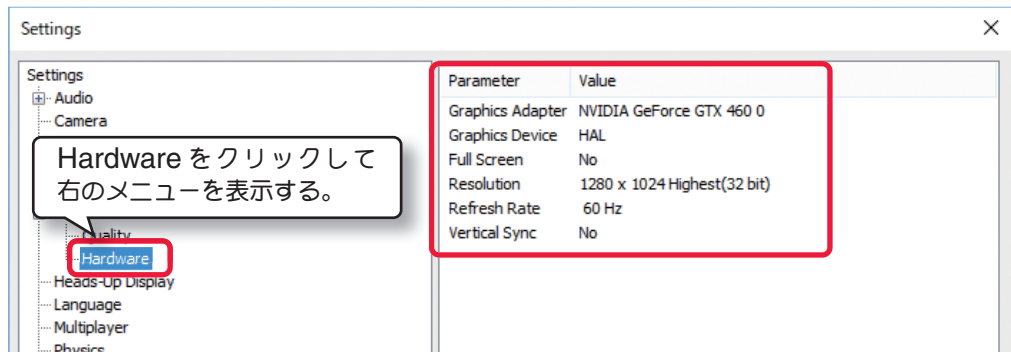 Settings
Settings
Audio
Camera
Hardware をクリックして
右のメニューを表示する。
Quality
Hardware
Heads-Up Display
Language
Multiplayer
Physics
Parameter Value
Graphics Adapter NVIDIA GeForce GTX 460 0
Graphics Device HAL
Full Screen No
Resolution 1280 x 1024 Highest(32 bit)
Refresh Rate 60 Hz
Vertical Sync No